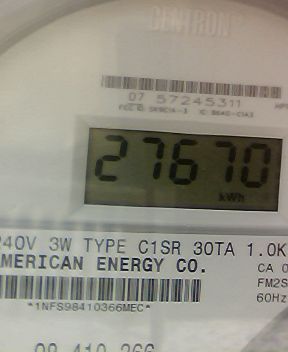 CENTRON®
07 57245311
27670
kWh
240V 3W TYPE C1SR 30TA 1.0K
AMERICAN ENERGY CO.
CA 0
FM2S
60Hz
*1NFS98410366MEC*
98 410 366